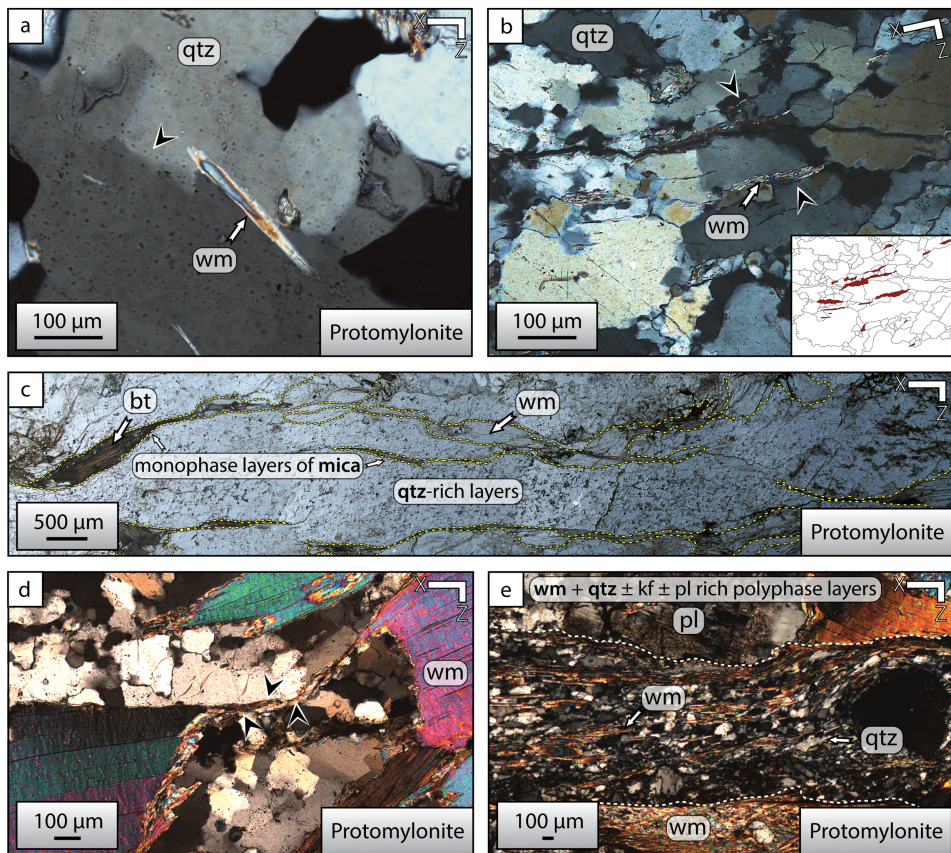 a
qtz
X
Z
wm
100 µm
Protomylonite
b
qtz
X
Z
wm
100 µm
Protomylonite
c
bt
wm
X
Z
monophase layers of mica
qtz-rich layers
500 µm
Protomylonite
d
X
Z
wm
100 µm
Protomylonite
e
wm + qtz ± kf ± pl rich polyphase layers
X
Z
pl
wm
qtz
wm
100 µm
Protomylonite